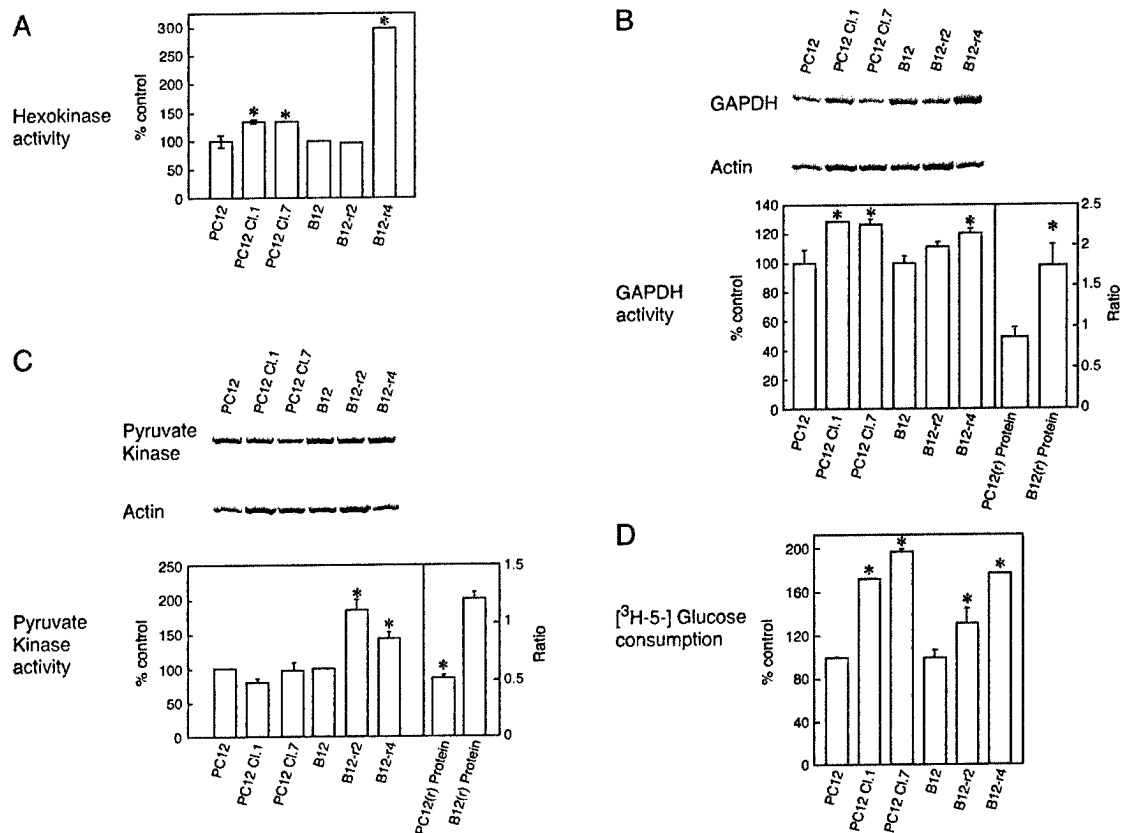 A
Hexokinase
activity
% control
300
250
200
150
100
50
0
*
*
*
PC12
PC12 Cl.1
PC12 Cl.7
B12
B12-r2
B12-r4
B
PC12
PC12 Cl.1
PC12 Cl.7
B12
B12-r2
B12-r4
GAPDH
Actin
GAPDH
activity
% control
140
120
100
80
60
40
20
0
*
*
*
*
2.5
2
1.5
1
0.5
0
Ratio
PC12
PC12 Cl.1
PC12 Cl.7
B12
B12-r2
B12-r4
PC12(r) Protein
B12(r) Protein
C
PC12
PC12 Cl.1
PC12 Cl.7
B12
B12-r2
B12-r4
Pyruvate
Kinase
Actin
Pyruvate
Kinase
activity
% control
250
200
150
100
50
0
*
*
*
1.5
1
0.5
0
Ratio
PC12
PC12 Cl.1
PC12 Cl.7
B12
B12-r2
B12-r4
PC12(r) Protein
B12(r) Protein
D
[³H-5-] Glucose
consumption
% control
200
160
120
80
40
0
*
*
*
*
PC12
PC12 Cl.1
PC12 Cl.7
B12
B12-r2
B12-r4